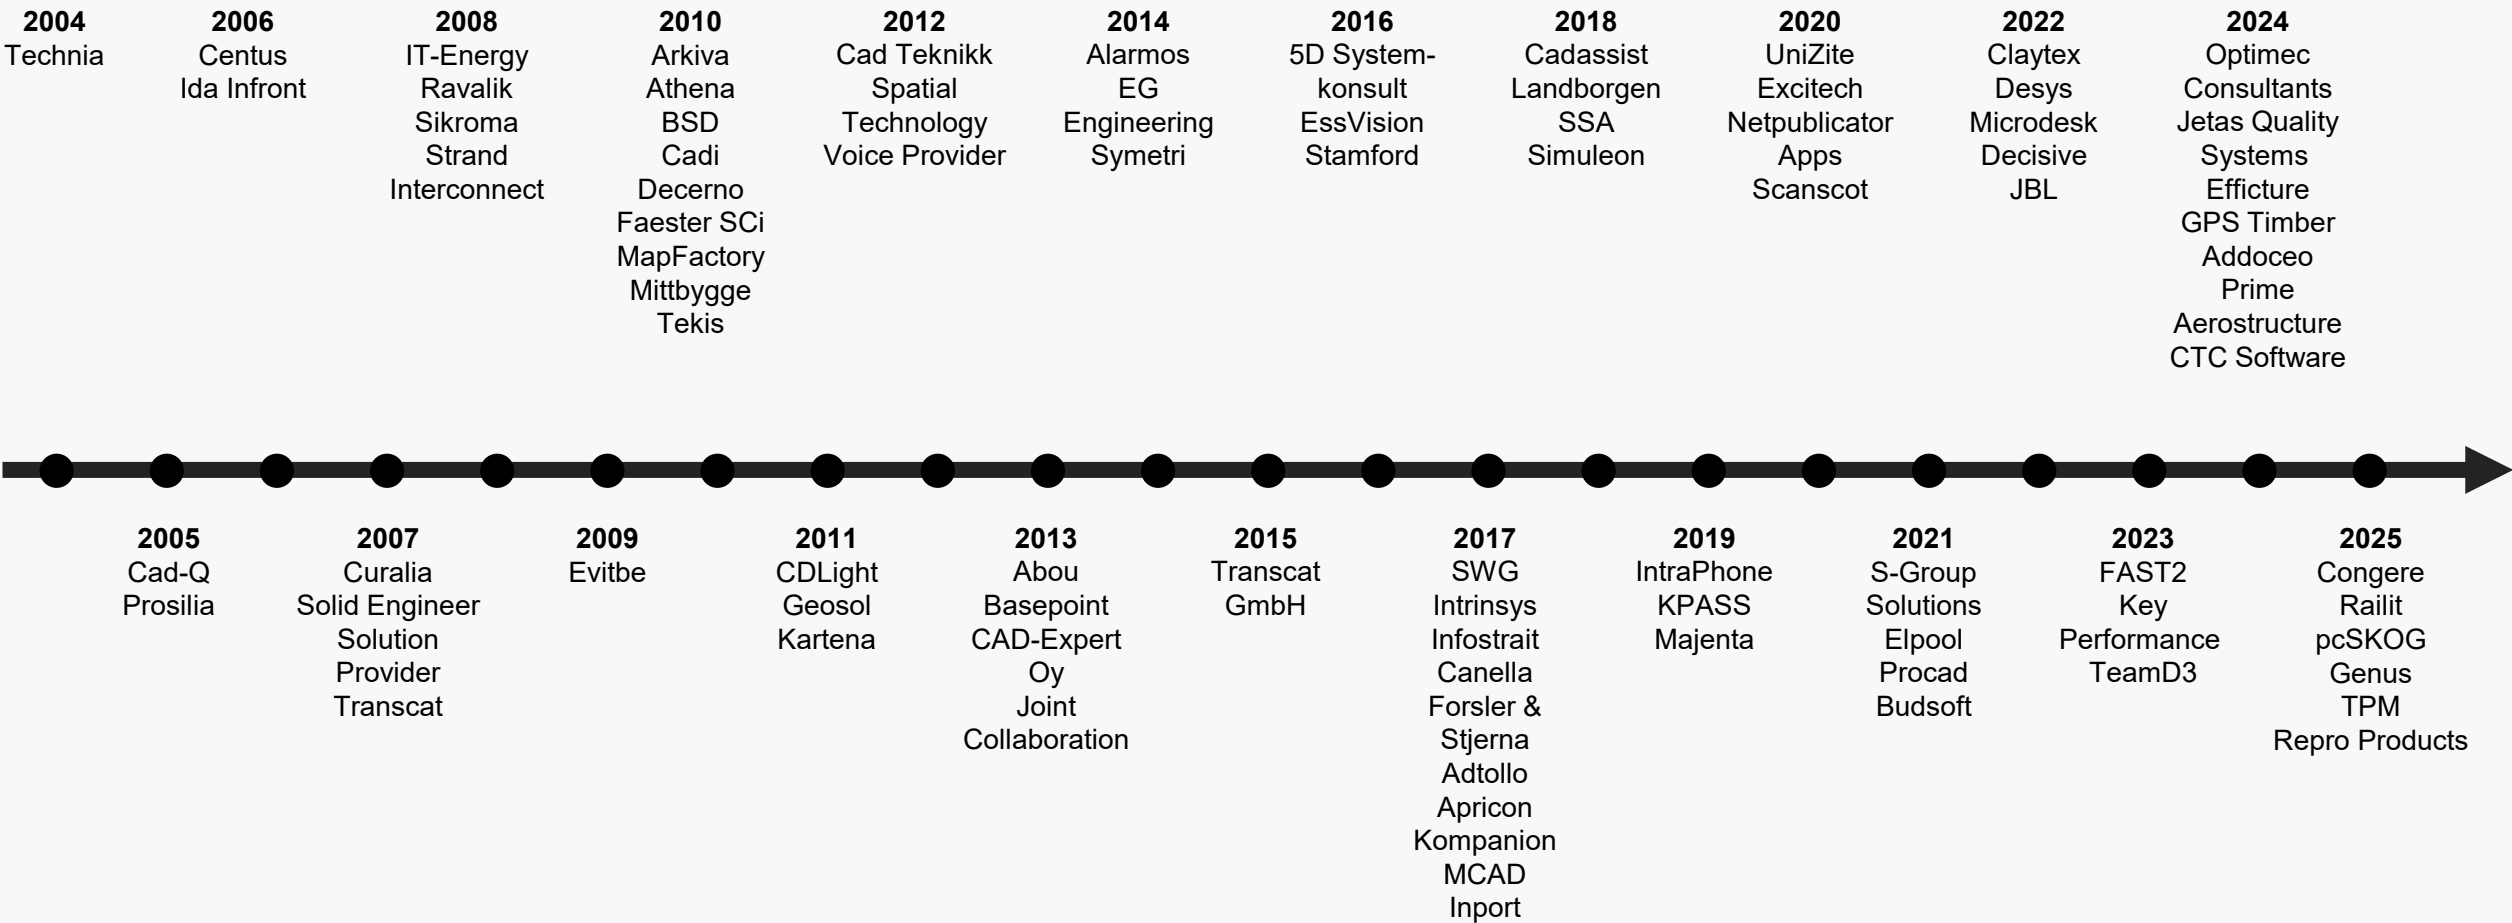 2004
Technia
2006
Centus
Ida Infront
2008
IT-Energy
Ravalik
Sikroma
Strand
Interconnect
2010
Arkiva
Athena
BSD
Cadi
Decerno
Faester SCi
MapFactory
Mittbygge
Tekis
2012
Cad Teknikk
Spatial
Technology
Voice Provider
2014
Alarmos
EG
Engineering
Symetri
2016
5D System-
konsult
EssVision
Stamford
2018
Cadassist
Landborgen
SSA
Simuleon
2020
UniZite
Excitech
Netpublicator
Apps
Scanscot
2022
Claytex
Desys
Microdesk
Decisive
JBL
2024
Optimec
Consultants
Jetas Quality
Systems
Efficture
GPS Timber
Addoceo
Prime
Aerostructure
CTC Software
2005
Cad-Q
Prosilia
2007
Curalia
Solid Engineer
Solution
Provider
Transcat
2009
Evitbe
2011
CDLight
Geosol
Kartena
2013
Abou
Basepoint
CAD-Expert
Oy
Joint
Collaboration
2015
Transcat
GmbH
2017
SWG
Intrinsys
Infostrait
Canella
Forsler &
Stjerna
Adtollo
Apricon
Kompanion
MCAD
Inport
2019
IntraPhone
KPASS
Majenta
2021
S-Group
Solutions
Elpool
Procad
Budsoft
2023
FAST2
Key
Performance
TeamD3
2025
Congere
Railit
pcSKOG
Genus
TPM
Repro Products